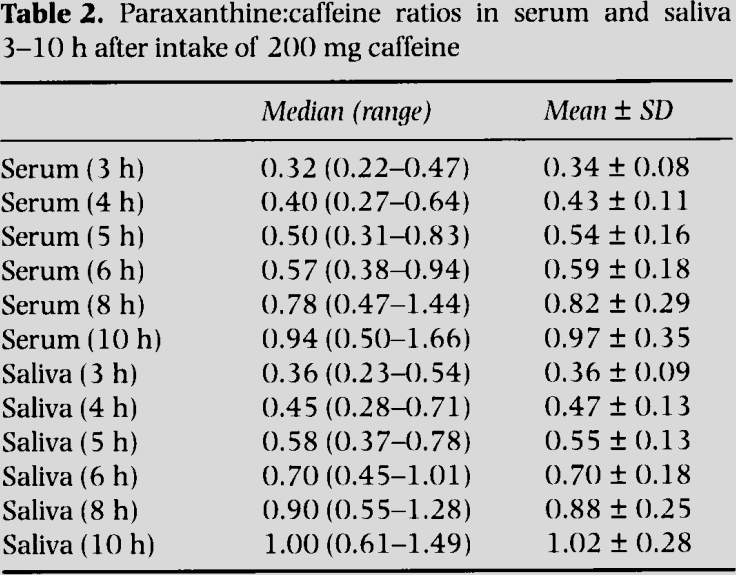 Table 2. Paraxanthine:caffeine ratios in serum and saliva
3–10 h after intake of 200 mg caffeine
Median (range) Mean ± SD
Serum (3 h) 0.32 (0.22–0.47) 0.34 ± 0.08
Serum (4 h) 0.40 (0.27–0.64) 0.43 ± 0.11
Serum (5 h) 0.50 (0.31–0.83) 0.54 ± 0.16
Serum (6 h) 0.57 (0.38–0.94) 0.59 ± 0.18
Serum (8 h) 0.78 (0.47–1.44) 0.82 ± 0.29
Serum (10 h) 0.94 (0.50–1.66) 0.97 ± 0.35
Saliva (3 h) 0.36 (0.23–0.54) 0.36 ± 0.09
Saliva (4 h) 0.45 (0.28–0.71) 0.47 ± 0.13
Saliva (5 h) 0.58 (0.37–0.78) 0.55 ± 0.13
Saliva (6 h) 0.70 (0.45–1.01) 0.70 ± 0.18
Saliva (8 h) 0.90 (0.55–1.28) 0.88 ± 0.25
Saliva (10 h) 1.00 (0.61–1.49) 1.02 ± 0.28